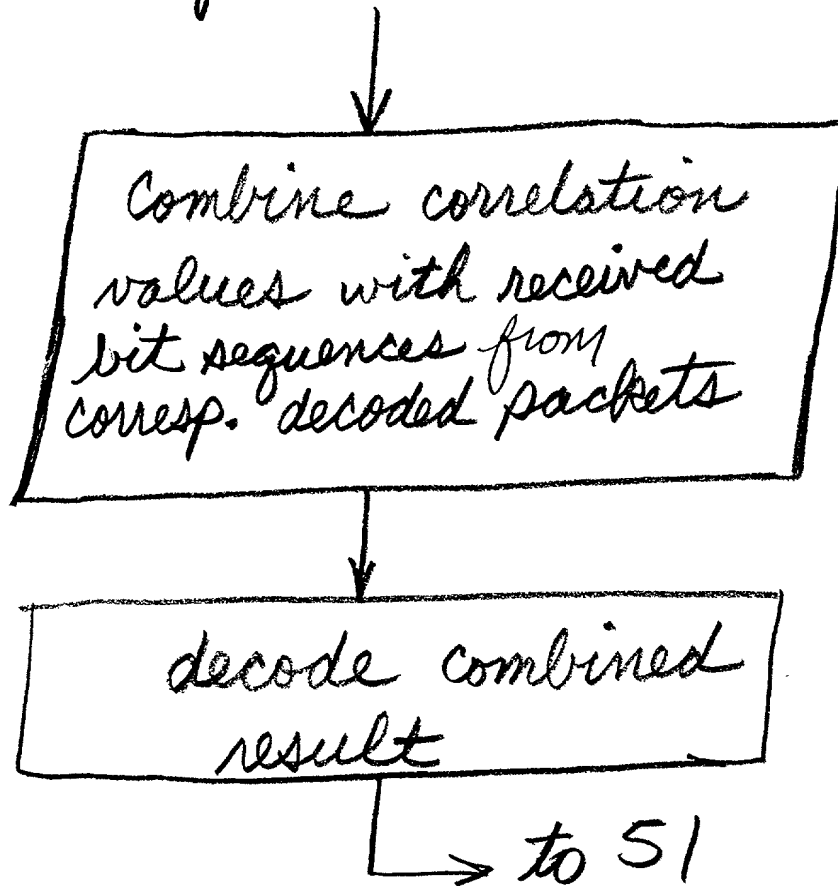 Combine correlation
values with received
bit sequences from
corresp. decoded packets
decode combined
result
to 51